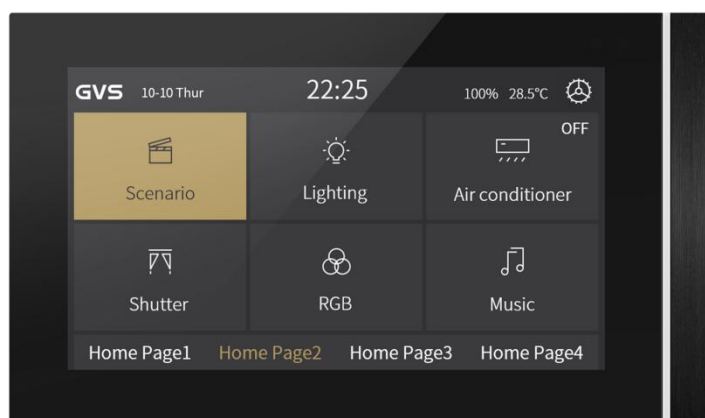 GVS 10-10 Thur 22:25 100% 28.5℃
OFF
Scenario Lighting Air conditioner
Shutter RGB Music
Home Page1 Home Page2 Home Page3 Home Page4